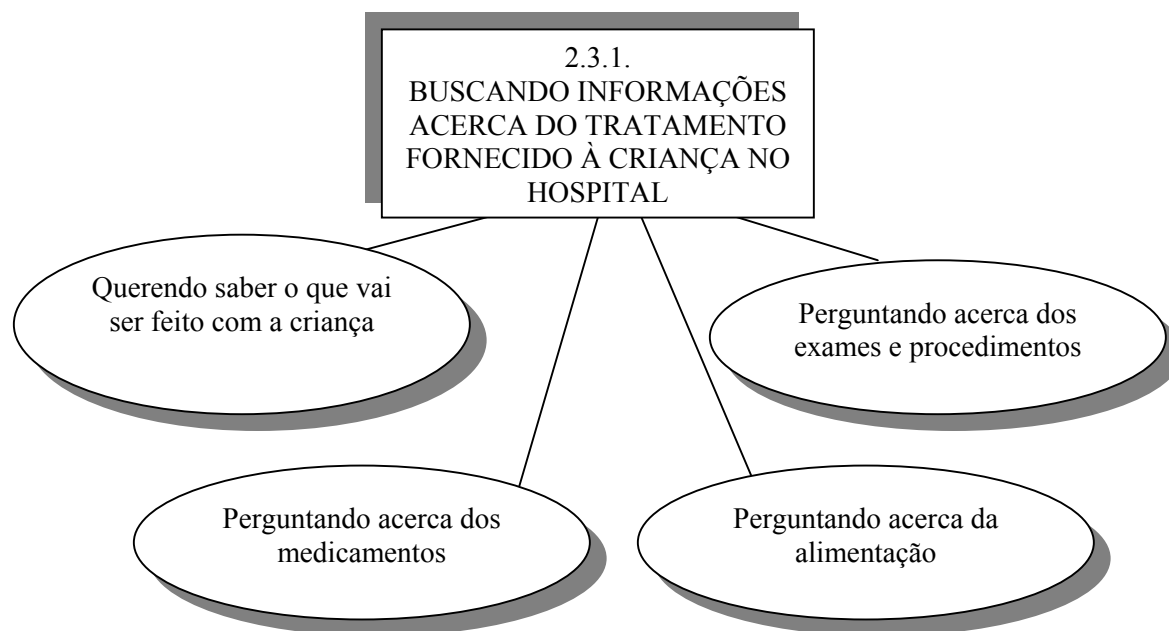 2.3.1.
BUSCANDO INFORMAÇÕES
ACERCA DO TRATAMENTO
FORNECIDO À CRIANÇA NO
HOSPITAL
Querendo saber o que vai
ser feito com a criança
Perguntando acerca dos
exames e procedimentos
Perguntando acerca dos
medicamentos
Perguntando acerca da
alimentação